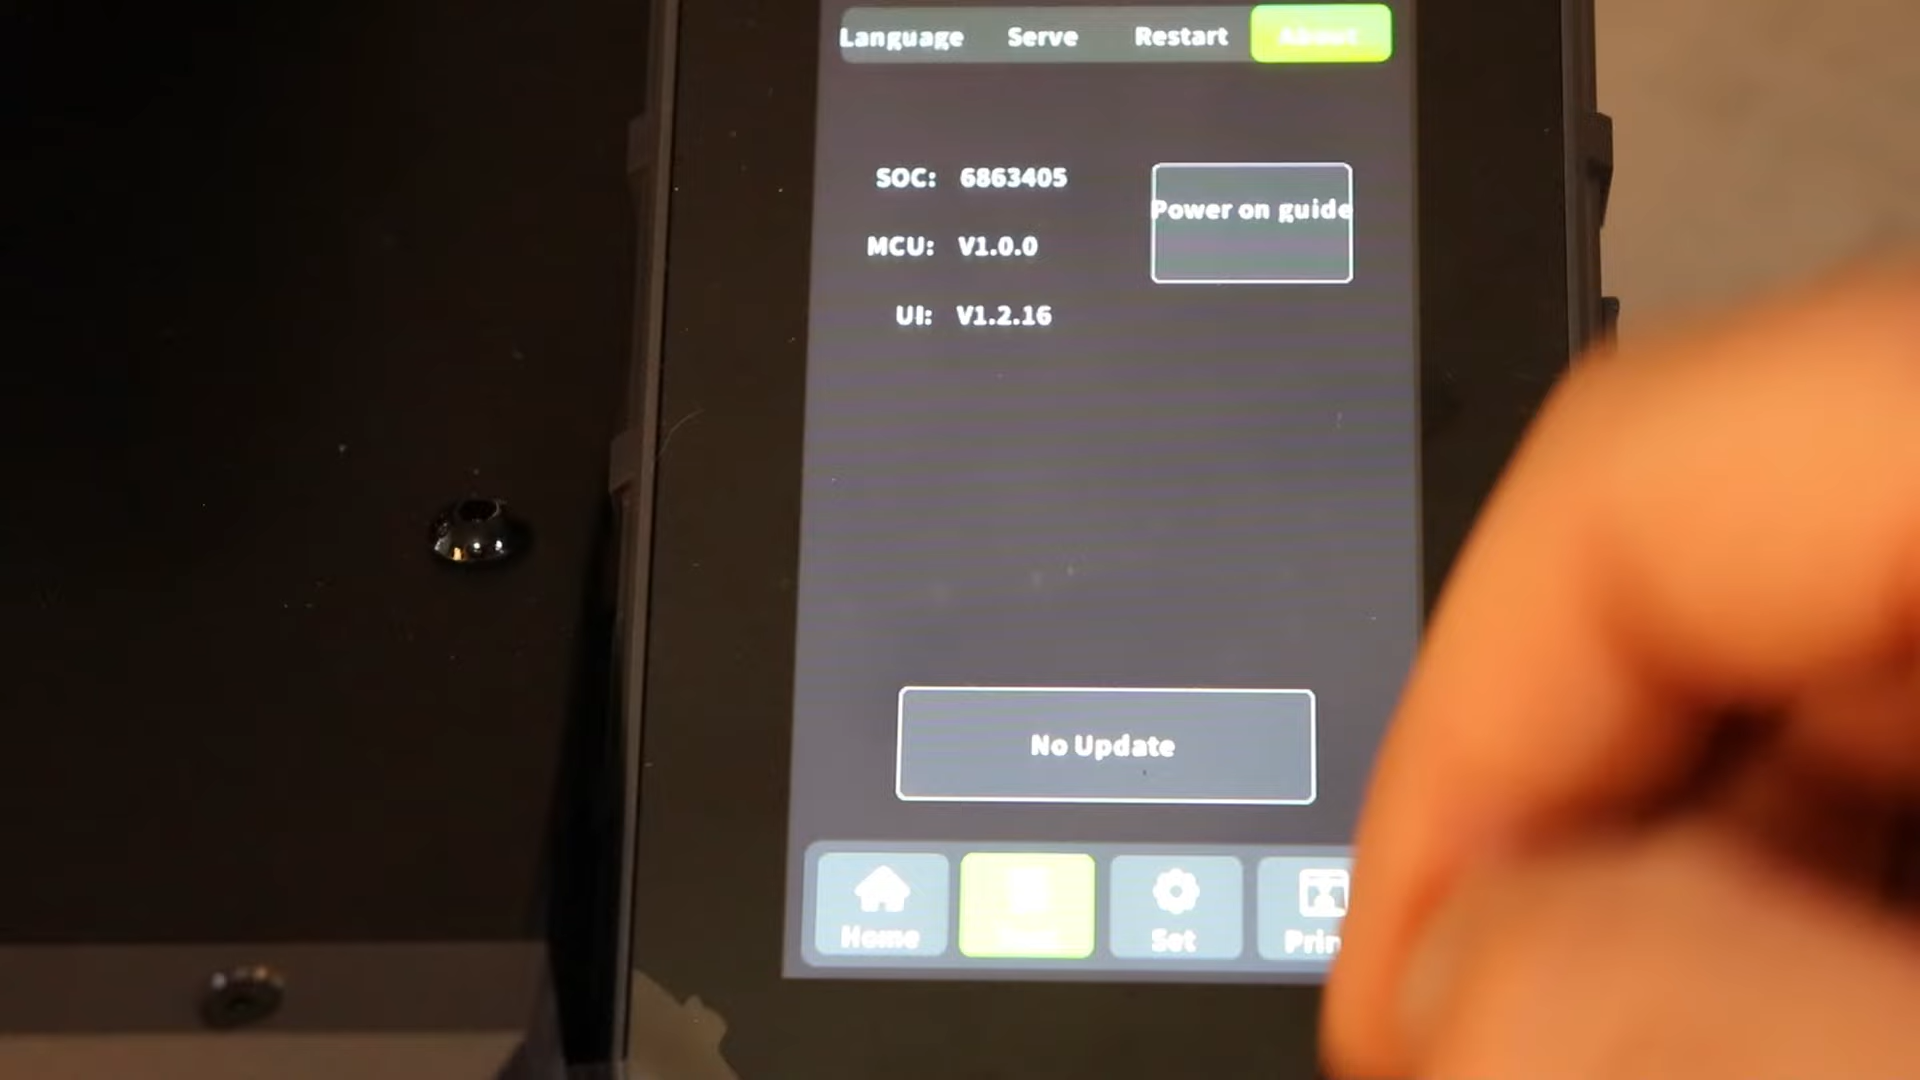 Language Serve Restart About
SOC: 6863405
Power on guide
MCU: V1.0.0
UI: V1.2.16
No Update
Home Set